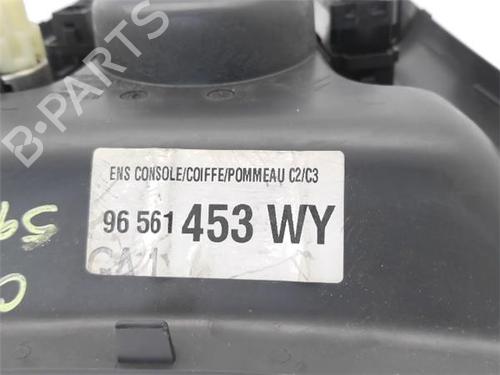 B-PARTS
ENS CONSOLE/COIFFE/POMMEAU C2/C3
96 561 453 WY